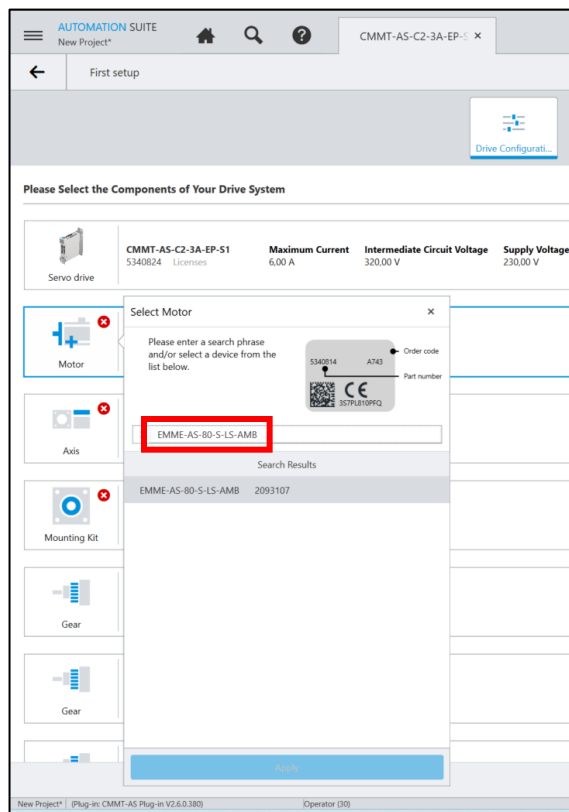 AUTOMATION SUITE
New Project*
CMMT-AS-C2-3A-EP-S ×
First setup
Drive Configurati...
Please Select the Components of Your Drive System
CMMT-AS-C2-3A-EP-S1
5340824 Licenses
Maximum Current
6,00 A
Intermediate Circuit Voltage
320,00 V
Supply Voltage
230,00 V
Servo drive
Select Motor ×
Please enter a search phrase
and/or select a device from the
list below.
5340814 A743
Order code
Part number
3S7PL810PFQ
EMME-AS-80-S-LS-AMB
Search Results
EMME-AS-80-S-LS-AMB 2093107
Motor
Axis
Mounting Kit
Gear
Gear
Apply
New Project* (Plug-in: CMMT-AS Plug-in V2.6.0.380) Operator (30)